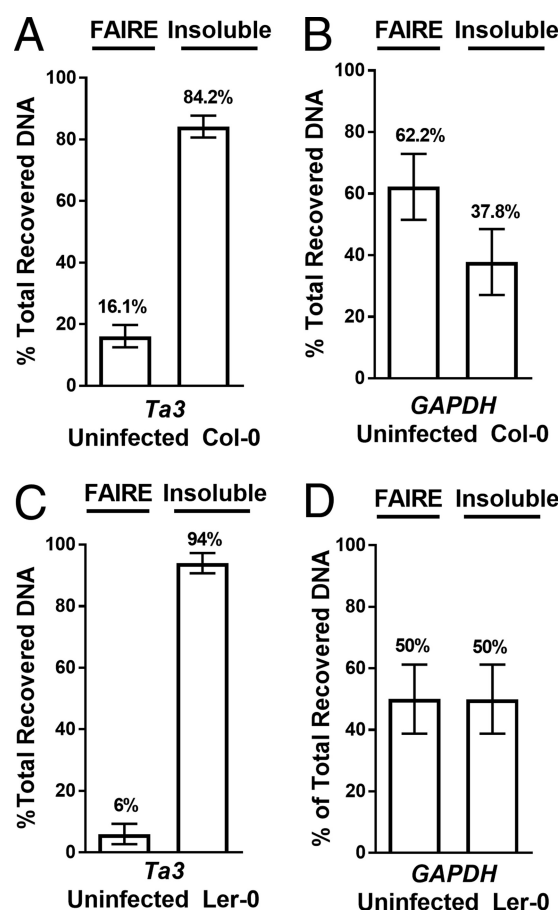 A
FAIRE Insoluble
% Total Recovered DNA
100
80
60
40
20
0
16.1%
84.2%
Ta3
Uninfected Col-0
B
FAIRE Insoluble
% Total Recovered DNA
100
80
60
40
20
0
62.2%
37.8%
GAPDH
Uninfected Col-0
C
FAIRE Insoluble
%Total Recovered DNA
100
80
60
40
20
0
6%
94%
Ta3
Uninfected Ler-0
D
FAIRE Insoluble
% of Total Recovered DNA
100
80
60
40
20
0
50%
50%
GAPDH
Uninfected Ler-0